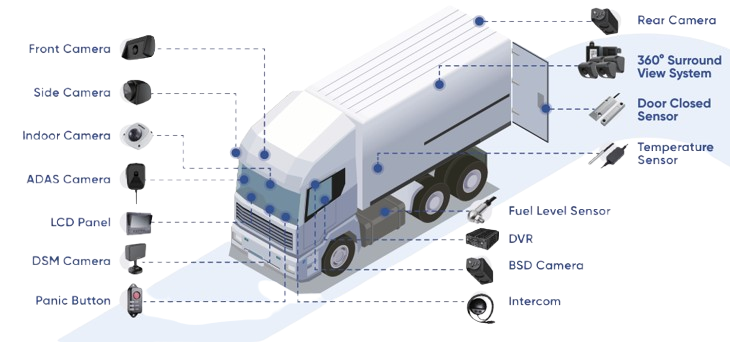 Front Camera
Side Camera
Indoor Camera
ADAS Camera
LCD Panel
DSM Camera
Panic Button
Rear Camera
360° Surround
View System
Door Closed
Sensor
Temperature
Sensor
Fuel Level Sensor
DVR
BSD Camera
Intercom